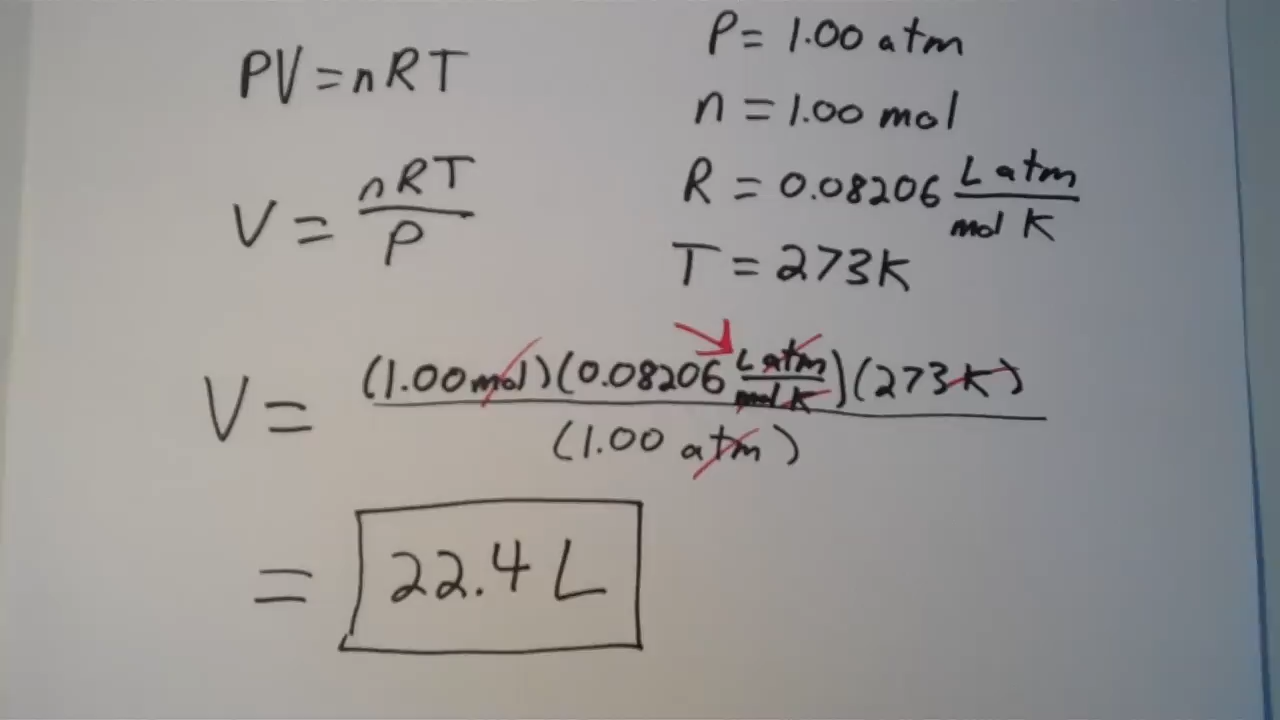 PV = nRT
V = nRT / P
P = 1.00 atm
n = 1.00 mol
R = 0.08206 L atm / mol K
T = 273 K
V = (1.00 mol)(0.08206 L atm / mol K)(273 K) / (1.00 atm)
= 22.4 L